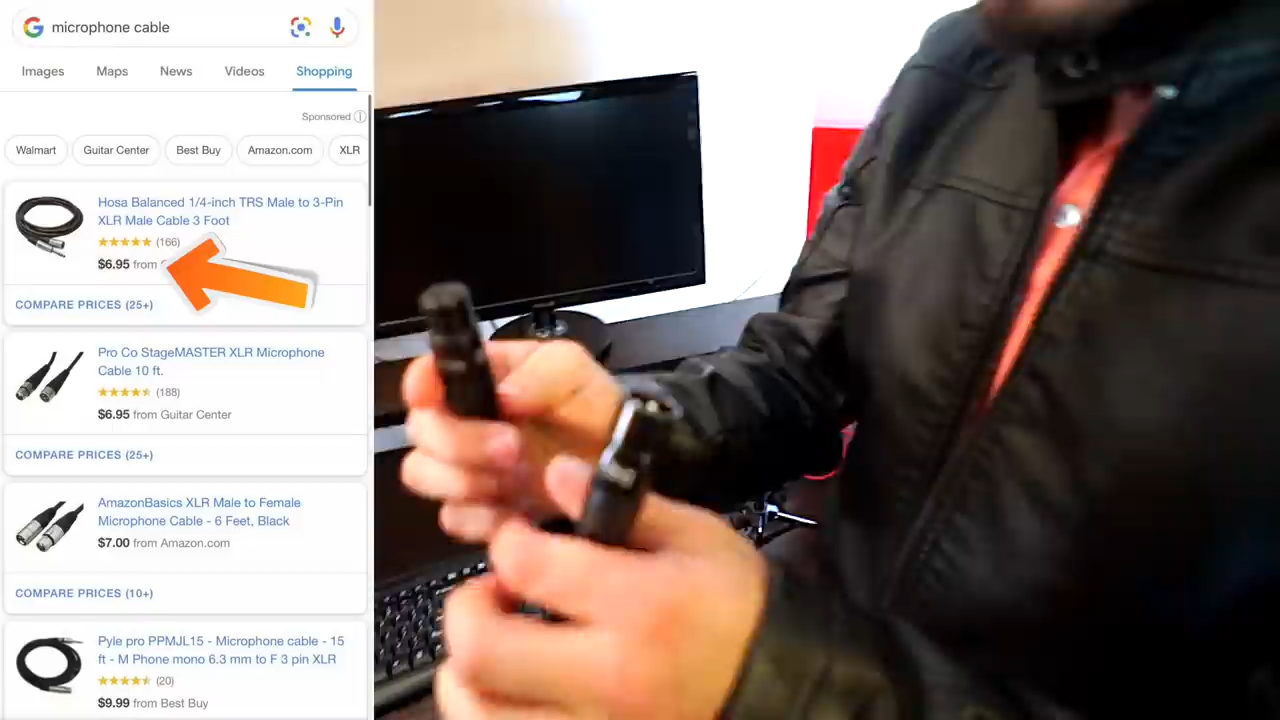 microphone cable
Images Maps News Videos Shopping
Sponsored
Walmart Guitar Center Best Buy Amazon.com XLR
Hosa Balanced 1/4-inch TRS Male to 3-Pin
XLR Male Cable 3 Foot
(166)
$6.95 from
COMPARE PRICES (25+)
Pro Co StageMASTER XLR Microphone
Cable 10 ft.
(188)
$6.95 from Guitar Center
COMPARE PRICES (25+)
AmazonBasics XLR Male to Female
Microphone Cable - 6 Feet, Black
$7.00 from Amazon.com
COMPARE PRICES (10+)
Pyle pro PPMJL15 - Microphone cable - 15
ft - M Phone mono 6.3 mm to F 3 pin XLR
(20)
$9.99 from Best Buy